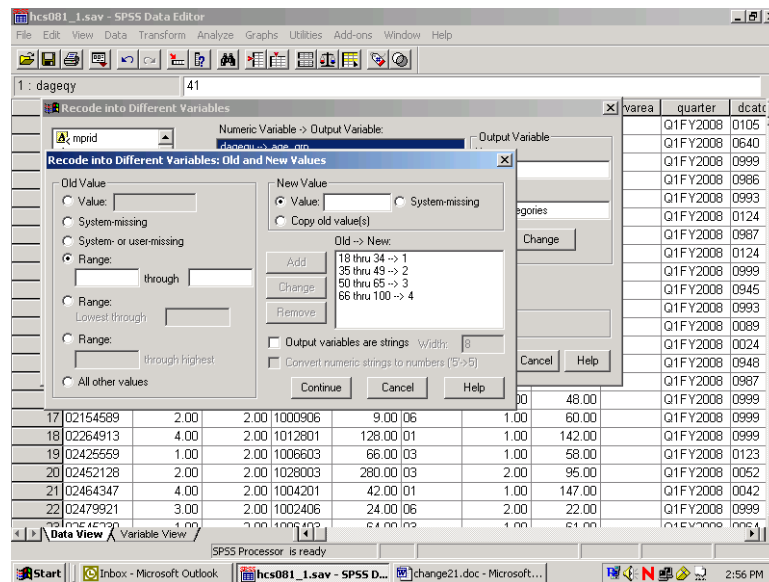 hcs081_1.sav - SPSS Data Editor
File Edit View Data Transform Analyze Graphs Utilities Add-ons Window Help
1 : dageqy 41
Recode into Different Variables
varea quarter dcatc
mprid
Numeric Variable -> Output Variable:
Output Variable
dageqy --> age_grp
Recode into Different Variables: Old and New Values
Old Value
Value:
System-missing
System- or user-missing
Range:
through
Range:
Lowest through
Range:
through highest
All other values
New Value
Value:
System-missing
Copy old value(s)
Old --> New:
Add
Change
Remove
18 thru 34 --> 1
35 thru 49 --> 2
50 thru 65 --> 3
66 thru 100 --> 4
Output variables are strings Width: 8
Convert numeric strings to numbers ('5'->5)
Continue Cancel Help
egories
Change
Cancel Help
Q1FY2008 0105
Q1FY2008 0640
Q1FY2008 0999
Q1FY2008 0986
Q1FY2008 0993
Q1FY2008 0124
Q1FY2008 0987
Q1FY2008 0124
Q1FY2008 0999
Q1FY2008 0945
Q1FY2008 0993
Q1FY2008 0089
Q1FY2008 0024
Q1FY2008 0948
Q1FY2008 0987
48.00 Q1FY2008 0999
17 02154589 2.00 2.00 1000906 9.00 06 1.00 60.00 Q1FY2008 0999
18 02264913 4.00 2.00 1012801 128.00 01 1.00 142.00 Q1FY2008 0999
19 02425559 1.00 2.00 1006603 66.00 03 1.00 58.00 Q1FY2008 0123
20 02452128 2.00 2.00 1028003 280.00 03 2.00 95.00 Q1FY2008 0052
21 02464347 4.00 2.00 1004201 42.00 01 1.00 147.00 Q1FY2008 0042
22 02479921 3.00 2.00 1002406 24.00 06 2.00 22.00 Q1FY2008 0999
Data View Variable View
SPSS Processor is ready
Start Inbox - Microsoft Outlook hcs081_1.sav - SPSS D... change21.doc - Microsoft... 2:56 PM